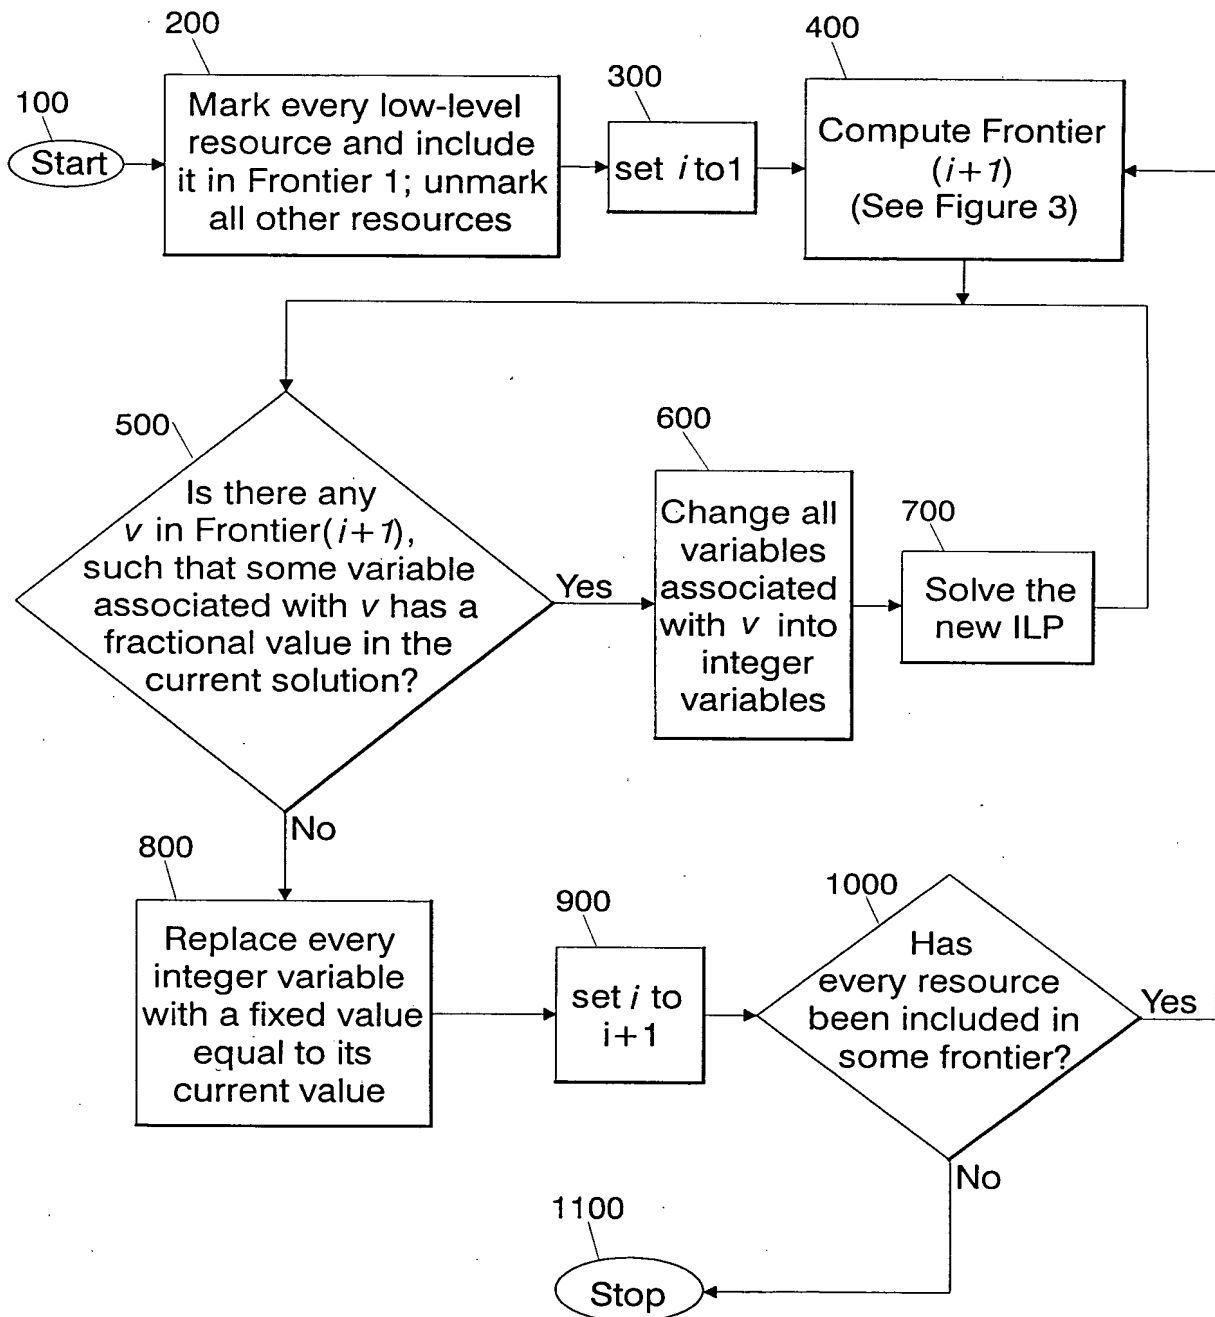 200
400
100
300
Start
Mark every low-level
resource and include
it in Frontier 1; unmark
all other resources
set i to1
Compute Frontier
(i+1)
(See Figure 3)
500
Is there any
v in Frontier(i+1),
such that some variable
associated with v has a
fractional value in the
current solution?
Yes
600
Change all
variables
associated
with v into
integer
variables
700
Solve the
new ILP
No
800
Replace every
integer variable
with a fixed value
equal to its
current value
900
set i to
i+1
1000
Has
every resource
been included in
some frontier?
Yes
No
1100
Stop